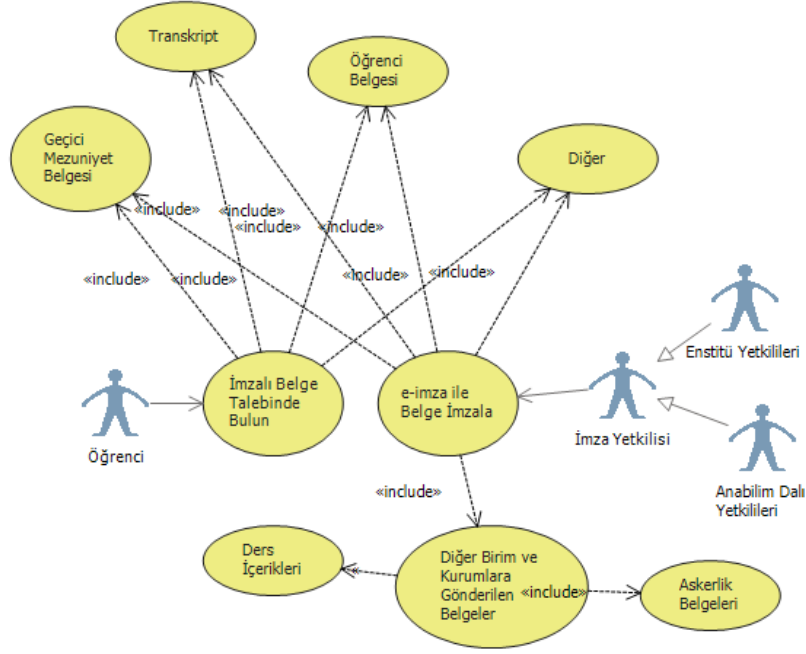 Transkript
Öğrenci
Belgesi
Geçici
Mezuniyet
Belgesi
Diğer
«include»
«include»
«include»
«include»
«include»
«include»
«include»
«include»
Enstitü Yetkilileri
İmzalı Belge
Talebinde
Bulun
e-imza ile
Belge İmzala
Öğrenci
İmza Yetkilisi
Anabilim Dalı
Yetkilileri
«include»
Ders
İçerikleri
Diğer Birim ve
Kurumlara
Gönderilen
Belgeler
«include»
Askerlik
Belgeleri